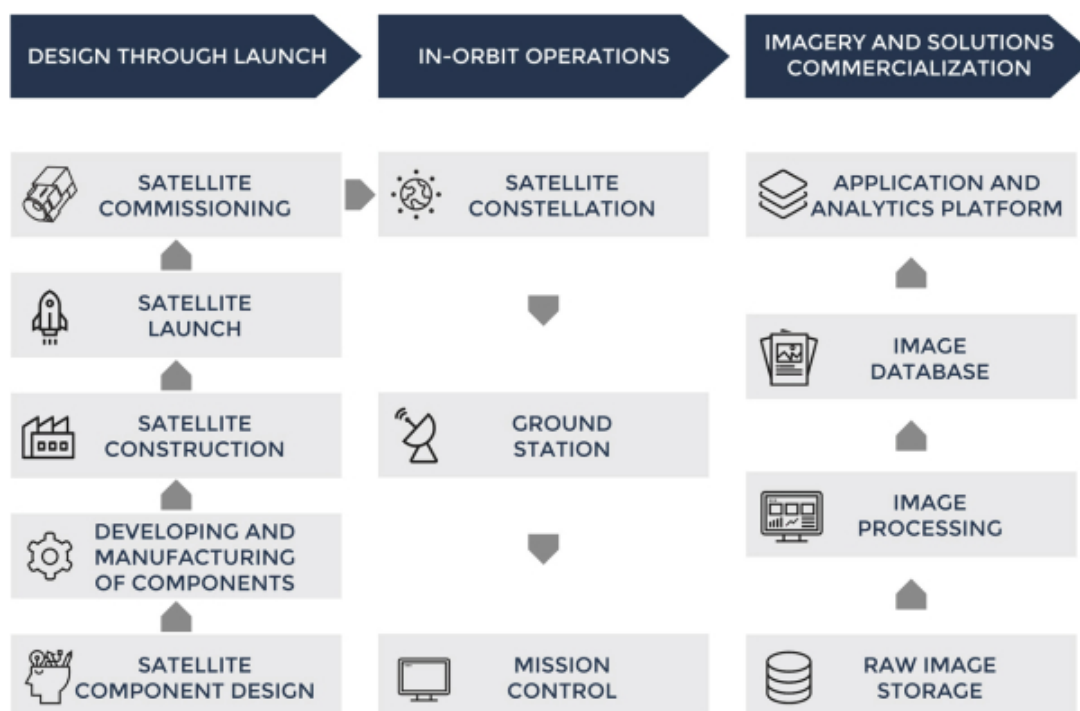 DESIGN THROUGH LAUNCH
IN-ORBIT OPERATIONS
IMAGERY AND SOLUTIONS
COMMERCIALIZATION
SATELLITE
COMMISSIONING
SATELLITE
LAUNCH
SATELLITE
CONSTRUCTION
DEVELOPING AND
MANUFACTURING
OF COMPONENTS
SATELLITE
COMPONENT DESIGN
SATELLITE
CONSTELLATION
GROUND
STATION
MISSION
CONTROL
APPLICATION AND
ANALYTICS PLATFORM
IMAGE
DATABASE
IMAGE
PROCESSING
RAW IMAGE
STORAGE